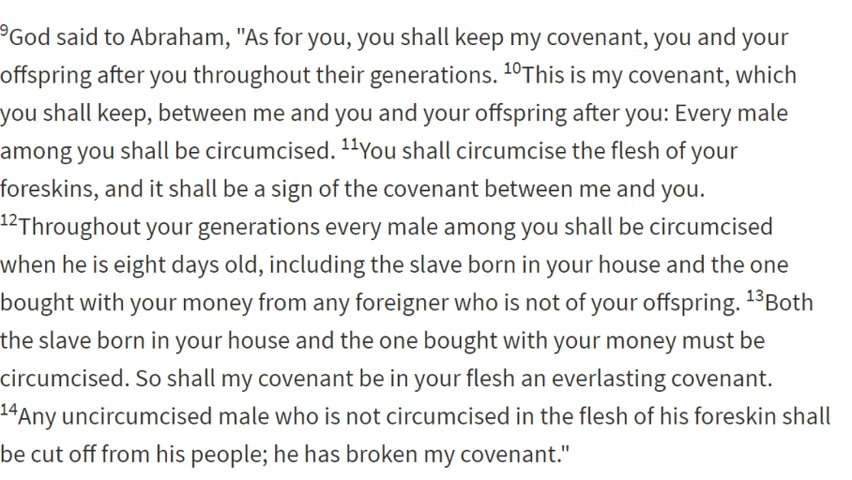 ⁹God said to Abraham, "As for you, you shall keep my covenant, you and your
offspring after you throughout their generations. ¹⁰This is my covenant, which
you shall keep, between me and you and your offspring after you: Every male
among you shall be circumcised. ¹¹You shall circumcise the flesh of your
foreskins, and it shall be a sign of the covenant between me and you.
¹²Throughout your generations every male among you shall be circumcised
when he is eight days old, including the slave born in your house and the one
bought with your money from any foreigner who is not of your offspring. ¹³Both
the slave born in your house and the one bought with your money must be
circumcised. So shall my covenant be in your flesh an everlasting covenant.
¹⁴Any uncircumcised male who is not circumcised in the flesh of his foreskin shall
be cut off from his people; he has broken my covenant."